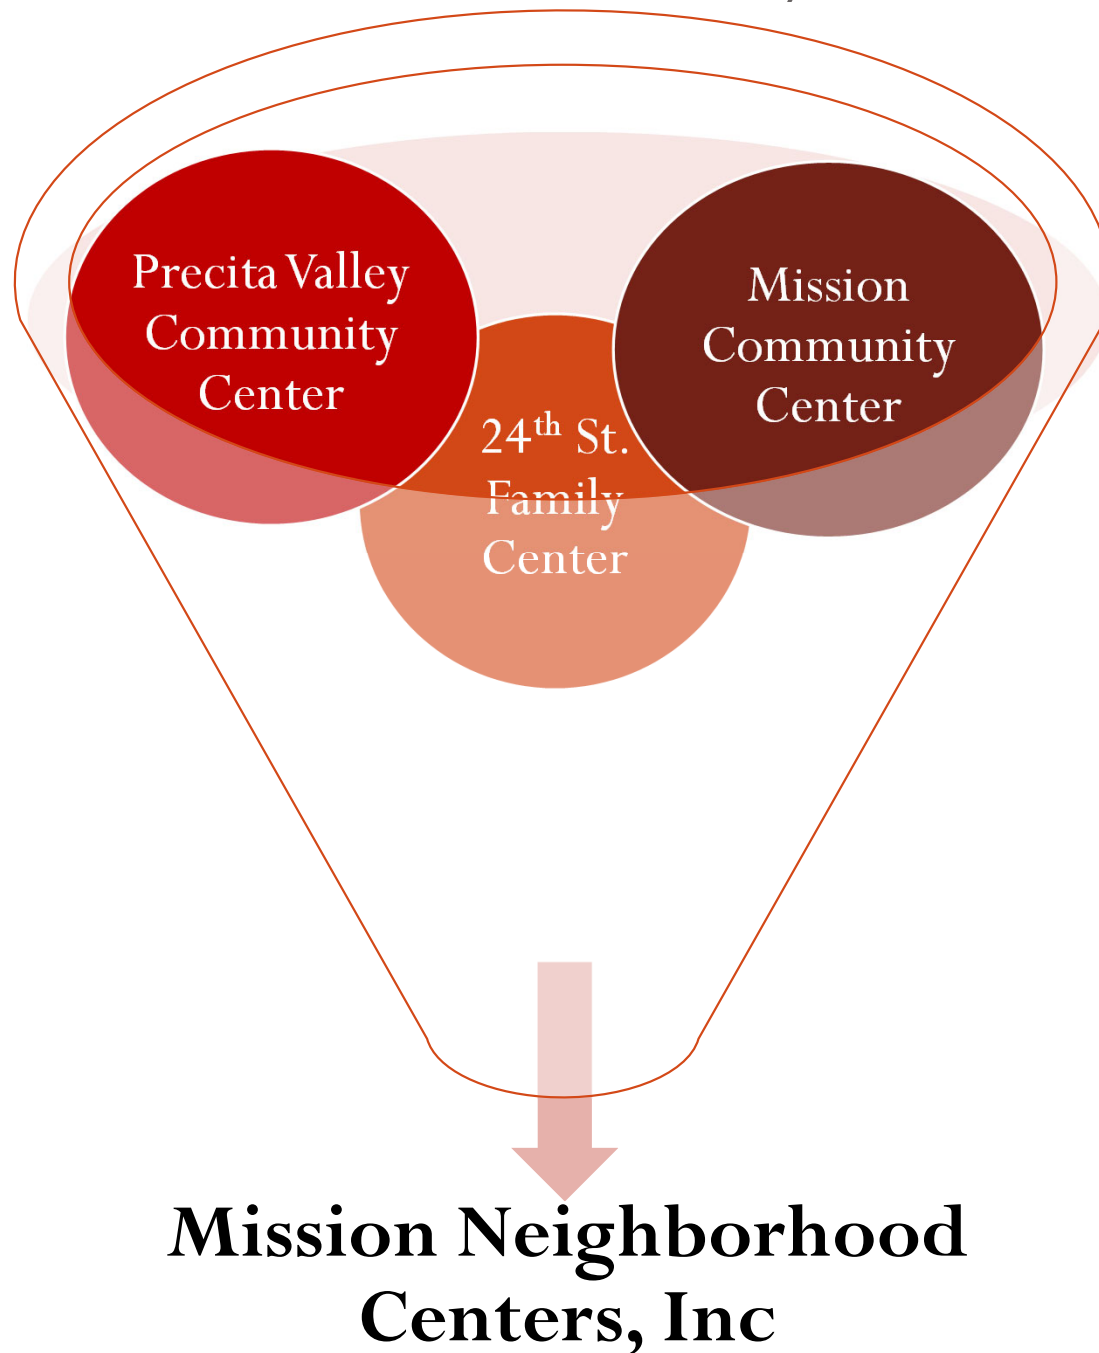 Precita Valley
Community
Center
Mission
Community
Center
24th St.
Family
Center
Mission Neighborhood
Centers, Inc